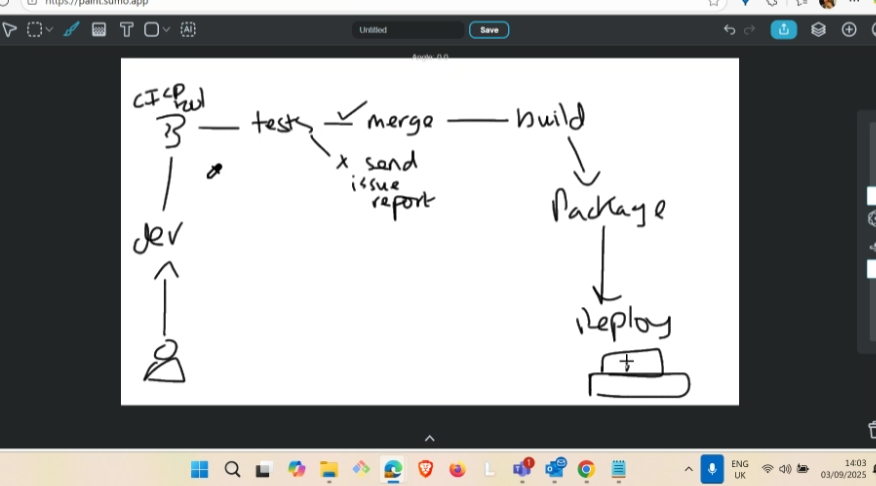 https://paint.sumo.app
T
AI
Untitled
Save
Angle: 0.0
CICD
tests
merge
build
x send
issue
report
dev
Package
Deploy
ENG
UK
14:03
03/09/2025